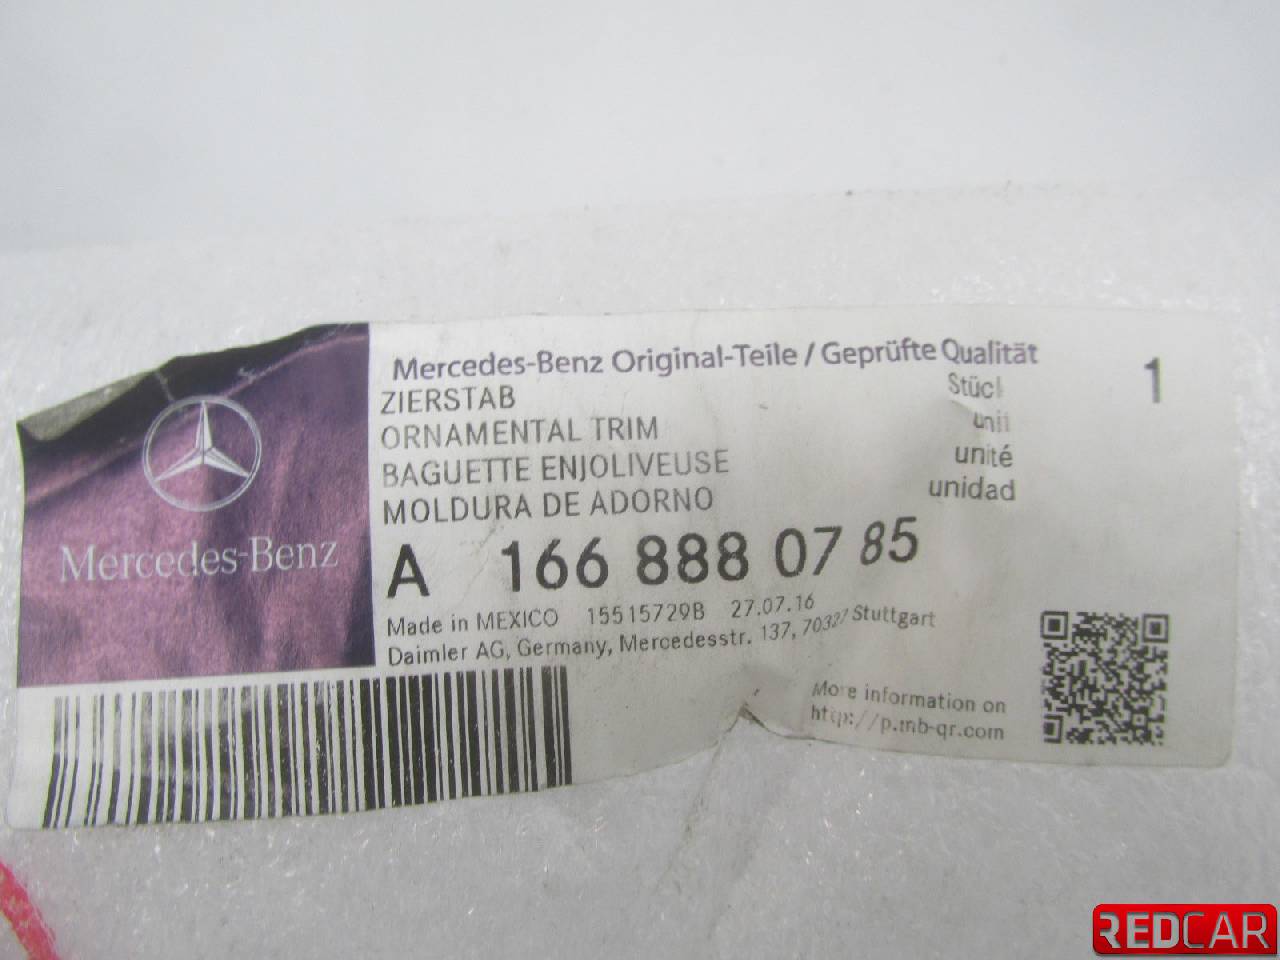 Mercedes-Benz Original-Teile / Geprüfte Qualität
ZIERSTAB Stück 1
ORNAMENTAL TRIM unit
BAGUETTE ENJOLIVEUSE unité
MOLDURA DE ADORNO unidad
A 166 888 07 85
Made in MEXICO 15515729B 27.07.16
Daimler AG, Germany, Mercedesstr. 137, 70327 Stuttgart
Mercedes-Benz
More information on
http://p.mb-qr.com
REDCAR